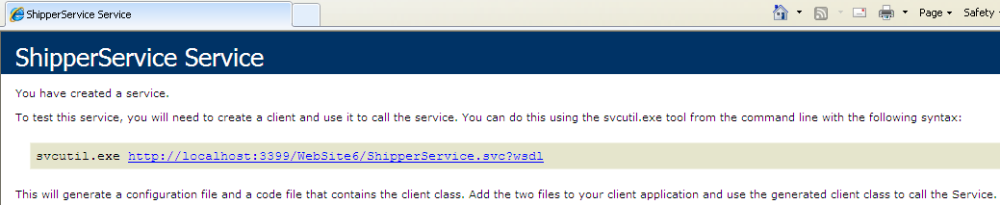 ShipperService Service
Page Safety
ShipperService Service
You have created a service.
To test this service, you will need to create a client and use it to call the service. You can do this using the svcutil.exe tool from the command line with the following syntax:
svcutil.exe http://localhost:3399/WebSite6/ShipperService.svc?wsdl
This will generate a configuration file and a code file that contains the client class. Add the two files to your client application and use the generated client class to call the Service.